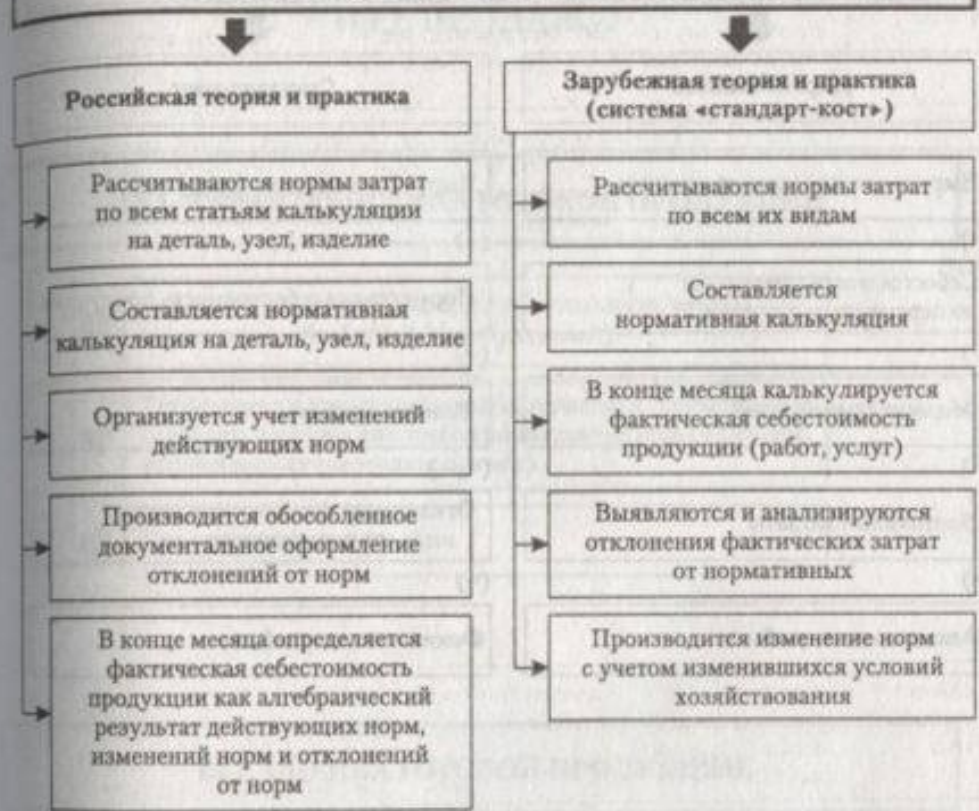 Российская теория и практика
Рассчитываются нормы затрат
по всем статьям калькуляции
на деталь, узел, изделие
Составляется нормативная
калькуляция на деталь, узел, изделие
Организуется учет изменений
действующих норм
Производится обособленное
документальное оформление
отклонений от норм
В конце месяца определяется
фактическая себестоимость
продукции как алгебраический
результат действующих норм,
изменений норм и отклонений
от норм
Зарубежная теория и практика
(система «стандарт-кост»)
Рассчитываются нормы затрат
по всем их видам
Составляется
нормативная калькуляция
В конце месяца калькулируется
фактическая себестоимость
продукции (работ, услуг)
Выявляются и анализируются
отклонения фактических затрат
от нормативных
Производится изменение норм
с учетом изменившихся условий
хозяйствования